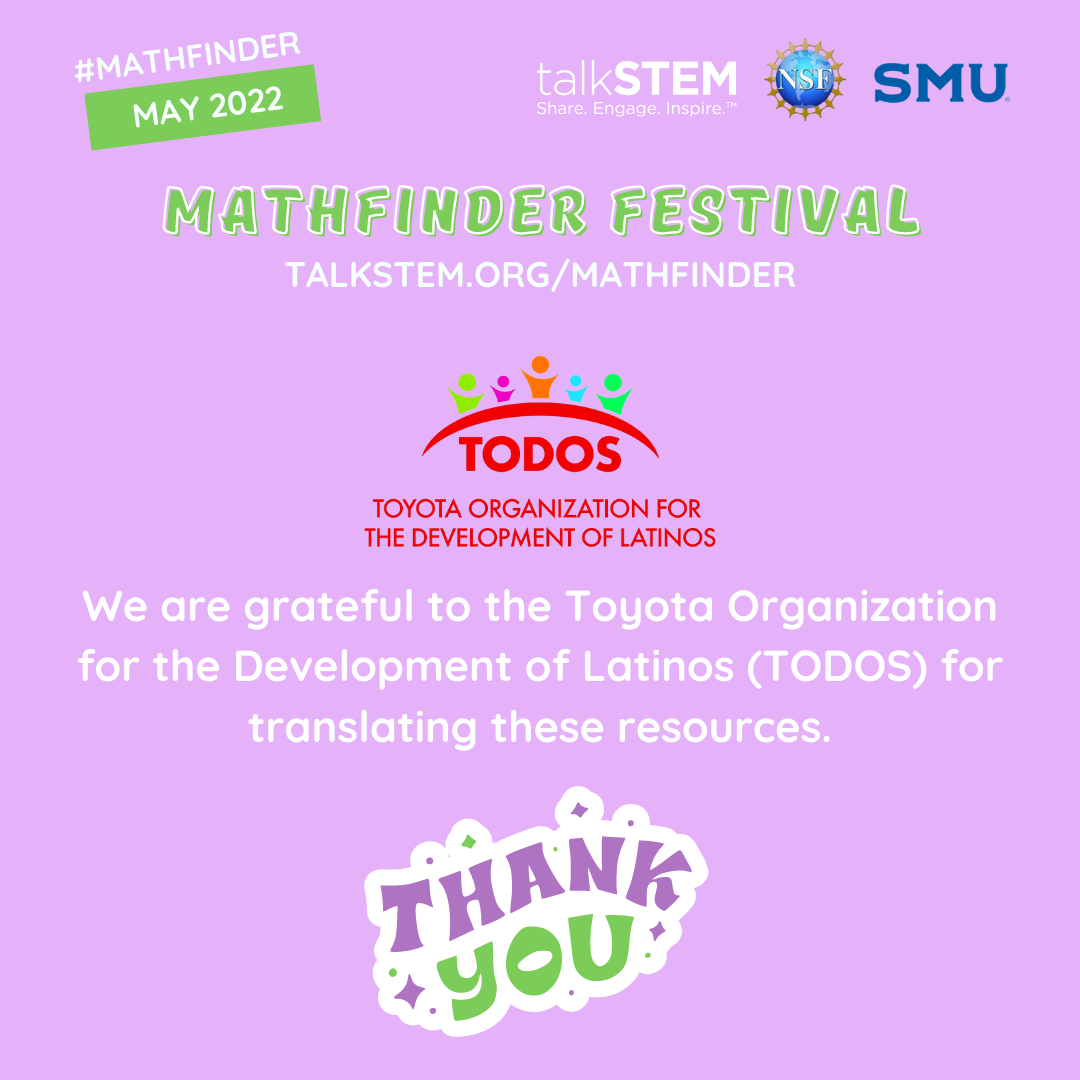 #MATHFINDER
MAY 2022
talkSTEM
Share. Engage. Inspire.™
NSF
SMU®
MATHFINDER FESTIVAL
TALKSTEM.ORG/MATHFINDER
TODOS
TOYOTA ORGANIZATION FOR
THE DEVELOPMENT OF LATINOS
We are grateful to the Toyota Organization
for the Development of Latinos (TODOS) for
translating these resources.
THANK
YOU